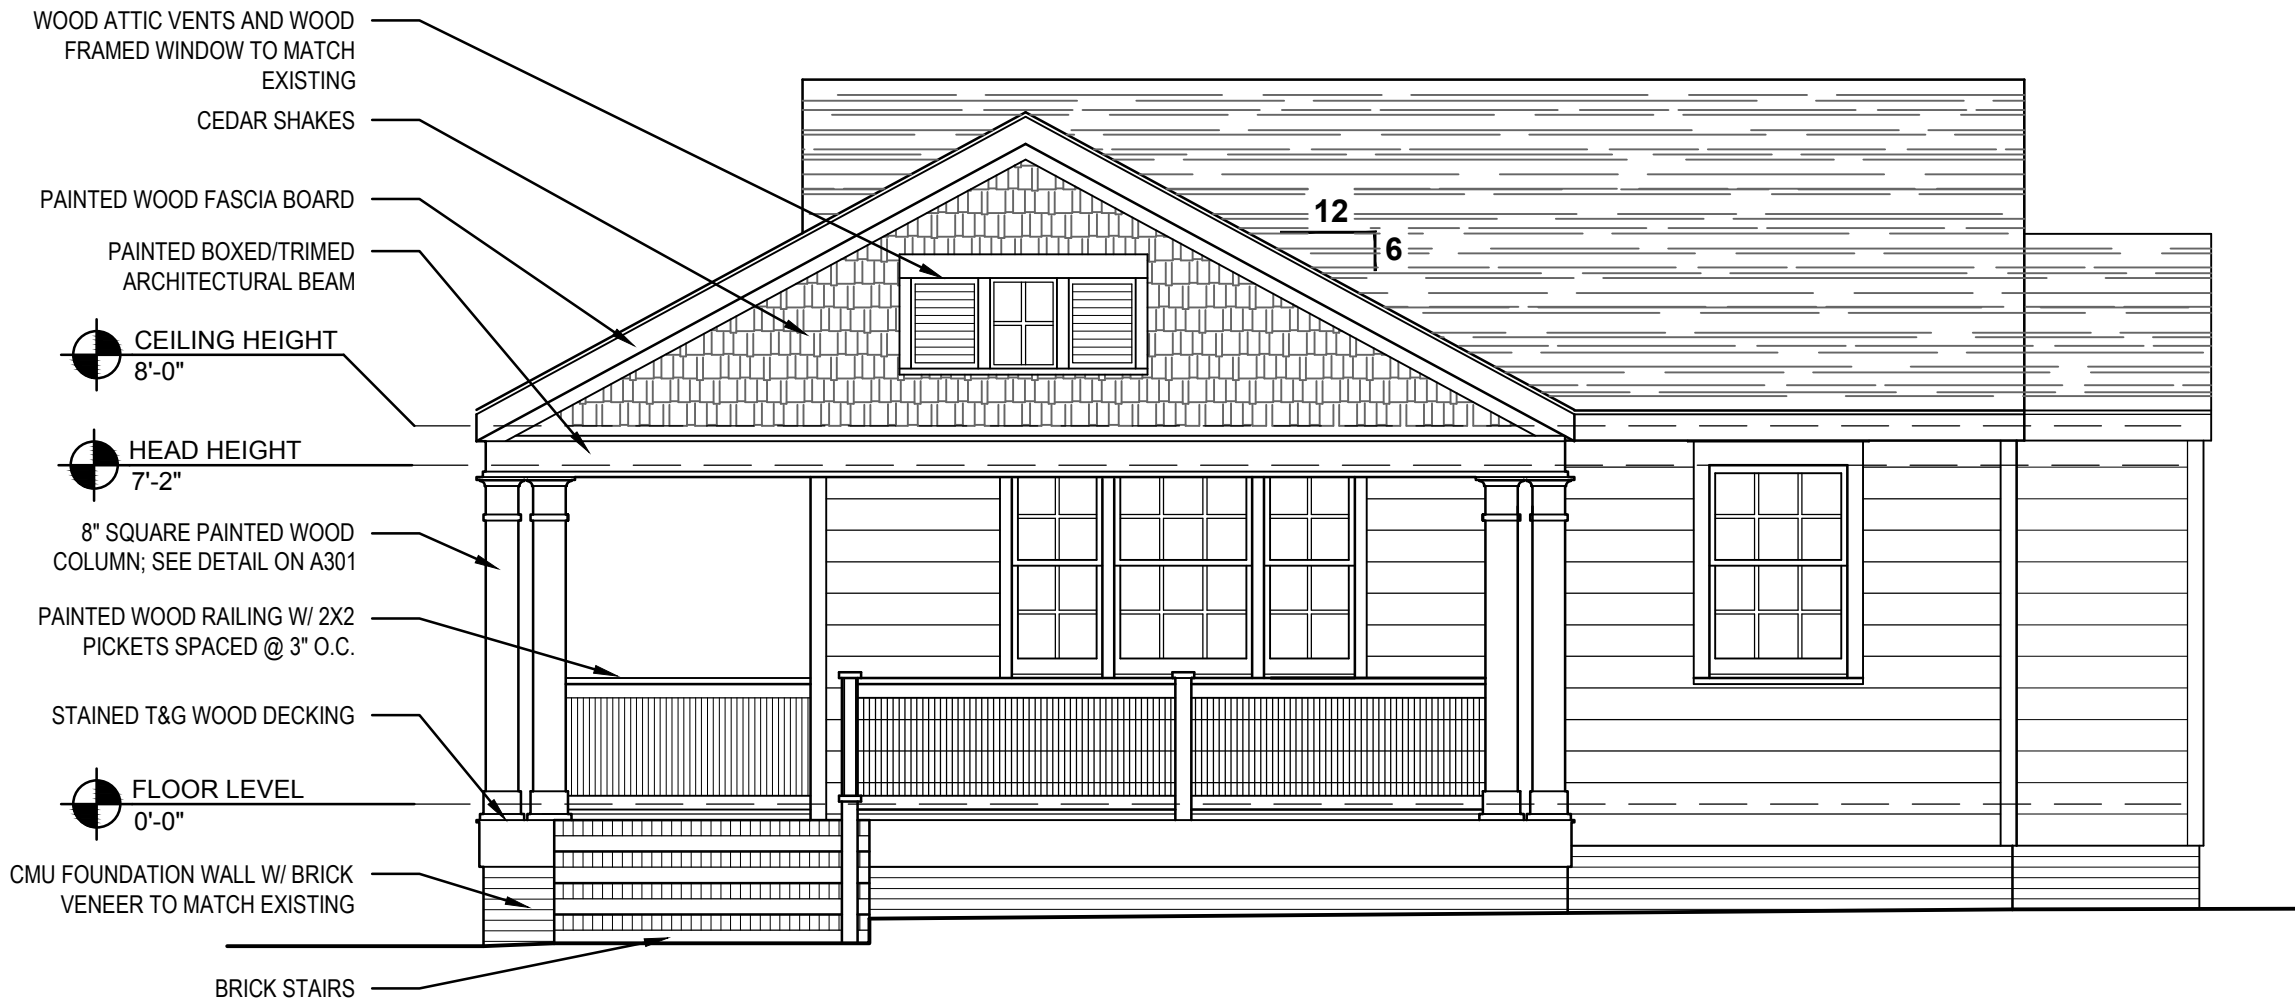 WOOD ATTIC VENTS AND WOOD
FRAMED WINDOW TO MATCH
EXISTING
CEDAR SHAKES
PAINTED WOOD FASCIA BOARD
PAINTED BOXED/TRIMED
ARCHITECTURAL BEAM
CEILING HEIGHT
8'-0"
HEAD HEIGHT
7'-2"
8" SQUARE PAINTED WOOD
COLUMN; SEE DETAIL ON A301
PAINTED WOOD RAILING W/ 2X2
PICKETS SPACED @ 3" O.C.
STAINED T&G WOOD DECKING
FLOOR LEVEL
0'-0"
CMU FOUNDATION WALL W/ BRICK
VENEER TO MATCH EXISTING
BRICK STAIRS
12
6